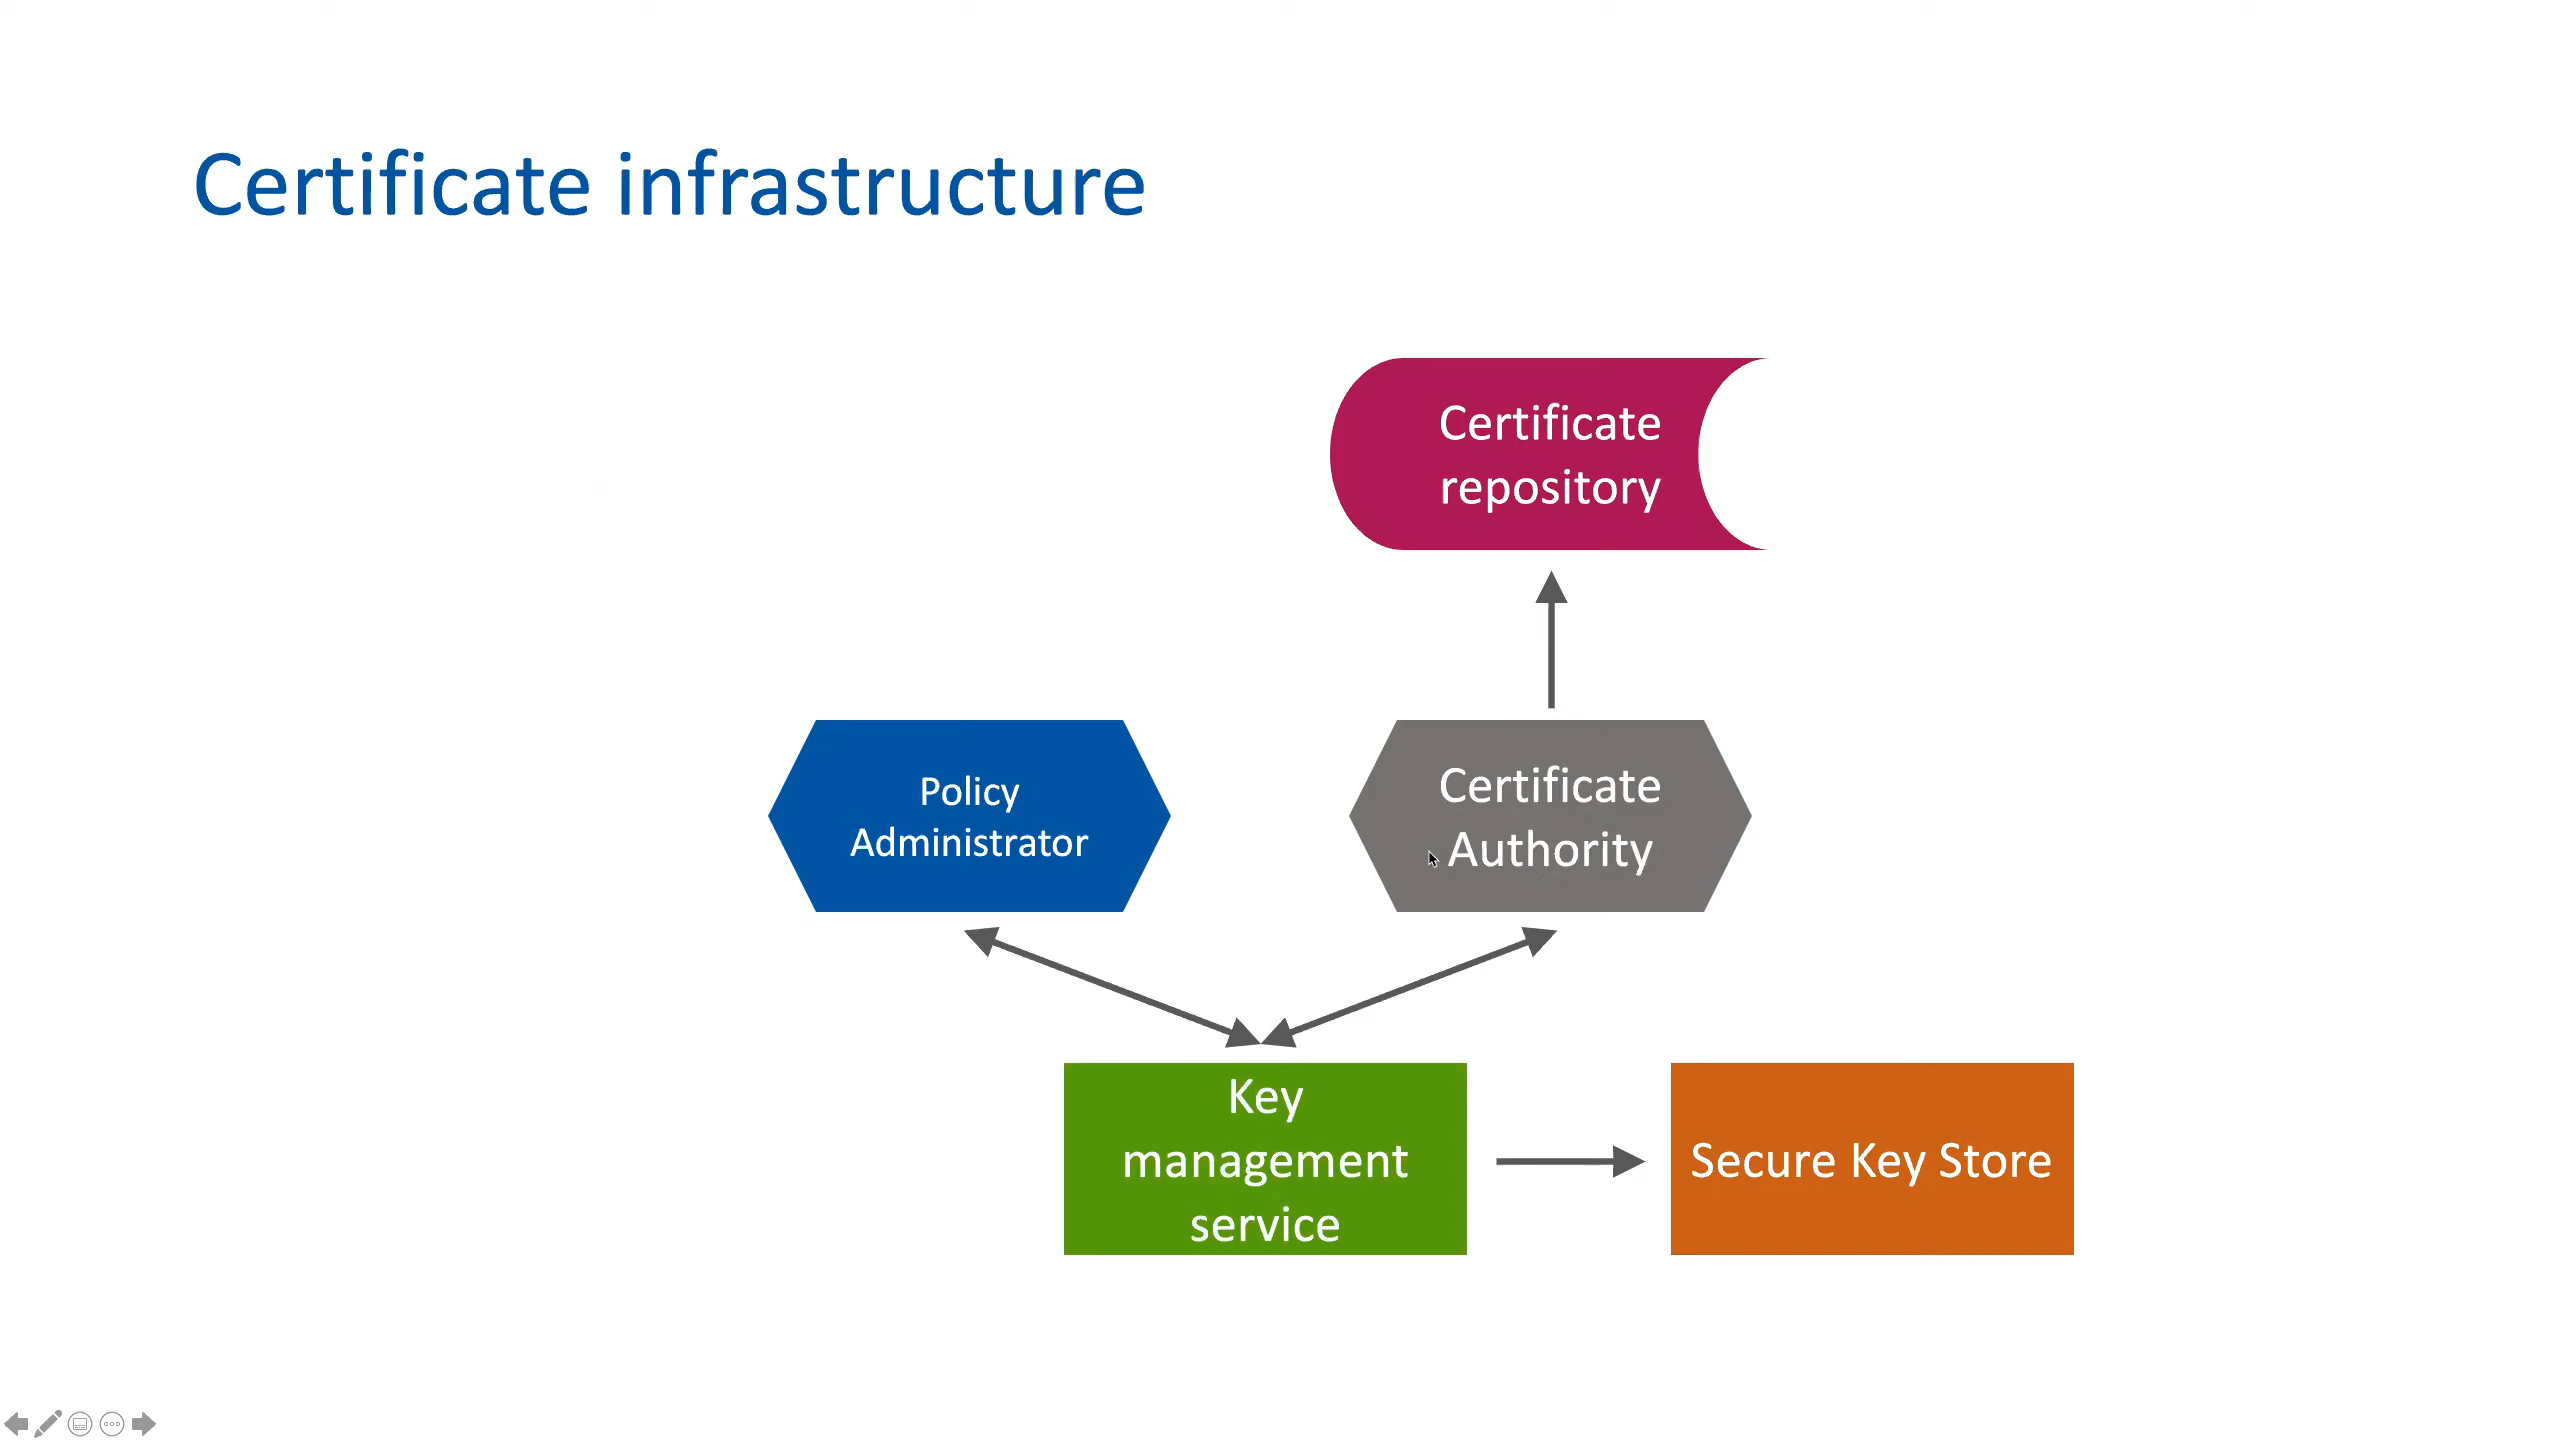 Certificate infrastructure
Certificate
repository
Policy
Administrator
Certificate
Authority
Key
management
service
Secure Key Store